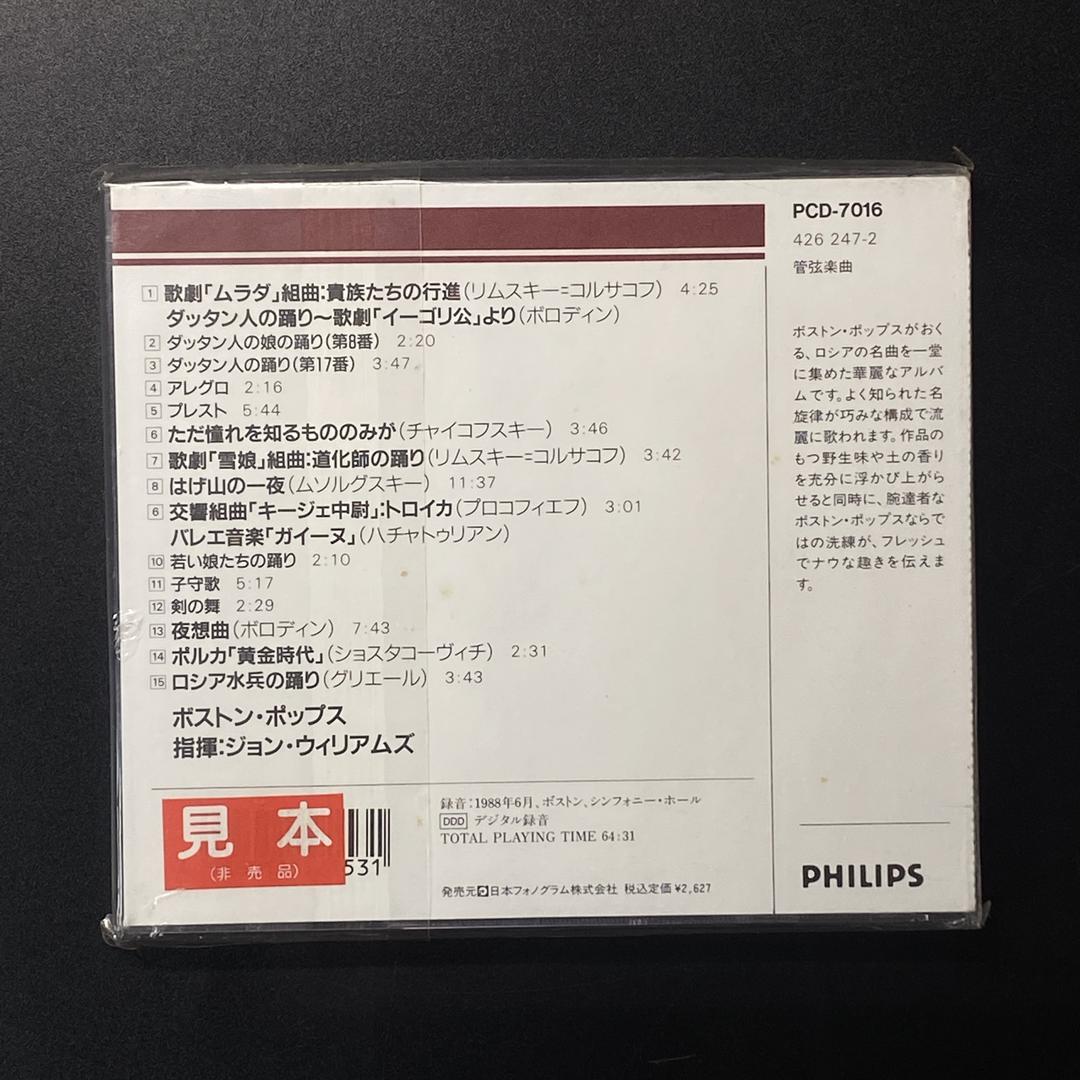 1 歌劇「ムラダ」組曲:貴族たちの行進(リムスキー=コルサコフ) 4:25
ダッタン人の踊り〜歌劇「イーゴリ公」より(ボロディン)
2 ダッタン人の娘の踊り(第8番) 2:20
3 ダッタン人の踊り(第17番) 3:47
4 アレグロ 2:16
5 プレスト 5:44
6 ただ憧れを知るもののみが(チャイコフスキー) 3:46
7 歌劇「雪娘」組曲:道化師の踊り(リムスキー=コルサコフ) 3:42
8 はげ山の一夜(ムソルグスキー) 11:37
6 交響組曲「キージェ中尉」:トロイカ(プロコフィエフ) 3:01
バレエ音楽「ガイーヌ」(ハチャトゥリアン)
10 若い娘たちの踊り 2:10
11 子守歌 5:17
12 剣の舞 2:29
13 夜想曲(ボロディン) 7:43
14 ポルカ「黄金時代」(ショスタコーヴィチ) 2:31
15 ロシア水兵の踊り(グリエール) 3:43
ボストン・ポップス
指揮:ジョン・ウィリアムズ
見本
(非売品)
531
録音:1988年6月、ボストン、シンフォニー・ホール
DDD デジタル録音
TOTAL PLAYING TIME 64:31
発売元 日本フォノグラム株式会社 税込定価 ¥2,627
PCD-7016
426 247-2
管弦楽曲
ボストン・ポップスがおく
る、ロシアの名曲を一堂
に集めた華麗なアルバ
ムです。よく知られた名
旋律が巧みな構成で流
麗に歌われます。作品の
もつ野生味や土の香り
を充分に浮かび上がら
せると同時に、腕達者な
ボストン・ポップスならで
はの洗練が、フレッシュ
でナウな趣きを伝えま
す。
PHILIPS